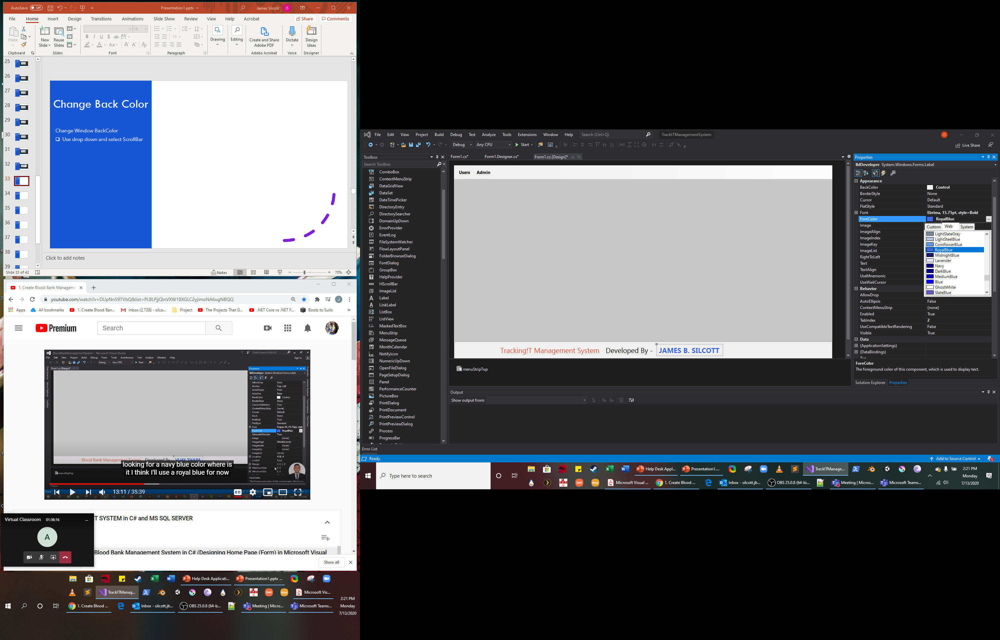 AutoSave Off Presentation1.pptx James Silcott JS
File Home Insert Design Transitions Animations Slide Show Review View Help Acrobat Share Comments
Paste New Slide Reuse Slides 16 Drawing Editing Create and Share Adobe PDF Dictate Design Ideas
Clipboard Slides Font Paragraph Adobe Acrobat Voice Designer
25
26
27
28
29
30
31
32
33
34
35
36
37
38
39
Change Back Color
Change Window BackColor
Use drop down and select ScrollBar
Click to add notes
Slide 33 of 42 Notes 70%
1. Create Blood Bank Manageme
youtube.com/watch?v=DUpNn59TVbQ&list=PLBLPjjQlnVXW18XGLC2yjimoNA6ugNBQQ
Apps All bookmarks 1. Create Blood Ban... Inbox (2,728) - silco... Project The Projects That G... .NET Core vs .NET F... Boots to Suits
Premium Search
BloodBankManagementSystem - Microsoft Visual Studio Quick Launch (Ctrl+Q)
File Edit View Project Build Debug Team Tools Architecture Test Analyze Window Help Sign in
Form1.cs [Design]*
Properties
lblDeveloper System.Windows.Forms.Label
AllowDrop False
Anchor Top, Left
AutoEllipsis False
AutoSize True
BackColor Control
BorderStyle None
CausesValidation True
ContextMenuStrip (none)
Cursor Default
Dock None
Enabled True
FlatStyle Standard
Font Segoe UI, 15.75pt, style
ForeColor RoyalBlue
GenerateMember True
Image (none)
ImageAlign MiddleCenter
ImageIndex (none)
ImageKey (none)
ImageList (none)
Location 618, 4
Locked False
Margin 3, 0, 3, 0
MaximumSize 0, 0
MinimumSize 0, 0
Blood Bank Management System Developed By - VIJAY THAPA
menuStripTop
ForeColor
looking for a navy blue color where is
it I think I'll use a royal blue for now
Output
13:11 / 35:39
Virtual Classroom 01:36:16
A
T SYSTEM in C# and MS SQL SERVER
Blood Bank Management System in C# (Designing Home Page (Form) in Microsoft Visual
Show all
Help Desk Applicati... Presentation1.pptx ...
TrackITManag... DeX Wear Microsoft Vis...
1. Create Blood ... Inbox - silcott.jb... OBS 25.0.8 (64-b... Meeting | Micro... Microsoft Teams...
2:21 PM
Monday
7/13/2020
File Edit View Project Build Debug Test Analyze Tools Extensions Window Help Search (Ctrl+Q) TrackITManagementSystem JS
Debug Any CPU Start Live Share
Toolbox Form1.cs* Form1.Designer.cs* Form1.cs [Design]*
Search Toolbox
ComboBox
ContextMenuStrip
DataGridView
DataSet
DateTimePicker
DirectoryEntry
DirectorySearcher
DomainUpDown
ErrorProvider
EventLog
FileSystemWatcher
FlowLayoutPanel
FolderBrowserDialog
FontDialog
GroupBox
HelpProvider
HScrollBar
ImageList
Label
LinkLabel
ListBox
ListView
MaskedTextBox
MenuStrip
MessageQueue
MonthCalendar
NotifyIcon
NumericUpDown
OpenFileDialog
PageSetupDialog
Panel
PerformanceCounter
PictureBox
PrintDialog
PrintDocument
PrintPreviewControl
PrintPreviewDialog
Process
ProgressBar
Users Admin
Tracking!T Management System Developed By - JAMES B. SILCOTT
menuStripTop
Output
Show output from:
Properties
lblDeveloper System.Windows.Forms.Label
Appearance
BackColor Control
BorderStyle None
Cursor Default
FlatStyle Standard
Font Ebrima, 15.75pt, style=Bold
ForeColor RoyalBlue
Image
ImageAlign
ImageIndex
ImageKey
ImageList
RightToLeft
Text
TextAlign
UseMnemonic
UseWaitCursor
Custom Web System
LightSlateGray
LightSteelBlue
CornflowerBlue
RoyalBlue
MidnightBlue
Lavender
Navy
DarkBlue
MediumBlue
Blue
GhostWhite
SlateBlue
Behavior
AllowDrop
AutoEllipsis False
ContextMenuStrip (none)
Enabled True
TabIndex 2
UseCompatibleTextRendering False
Visible True
Data
(ApplicationSettings)
(DataBindings)
Tag
ForeColor
The foreground color of this component, which is used to display text.
Solution Explorer Properties
Error List
Ready Add to Source Control 5
Type here to search
Help Desk Appl... Presentation1.... TrackITManage...
DeX Wear Microsoft Visual ... 1. Create Blood ... Inbox - silcott.jb... OBS 25.0.8 (64-bi... Meeting | Micros... Microsoft Teams...
2:21 PM
Monday
7/13/2020